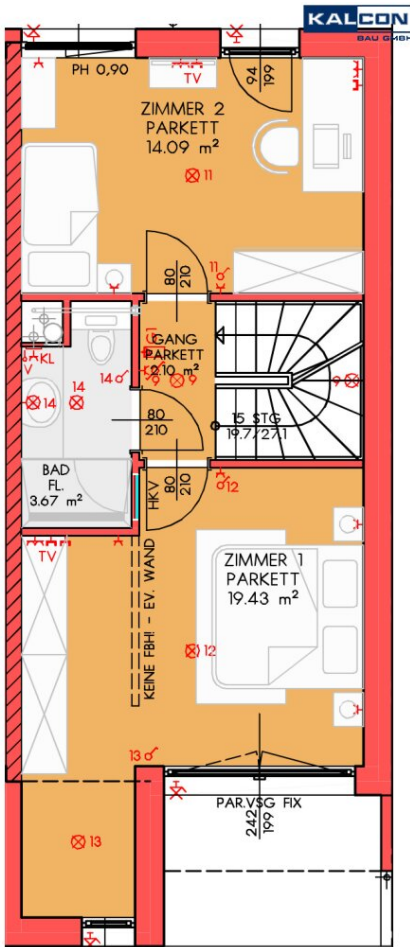 KALCON
BAU GMBH
PH 0,90
TV
94
199
ZIMMER 2
PARKETT
14.09 m²
11
80
210
11
GANG
PARKETT
2.10 m²
9
9
9
KL
V
14
14
14
80
210
15 STG
19.7/27.1
BAD
FL.
3.67 m²
HKV
80
210
12
TV
KEINE FBH! - EV. WAND
ZIMMER 1
PARKETT
19.43 m²
12
13
PAR.VSG FIX
242
199
13